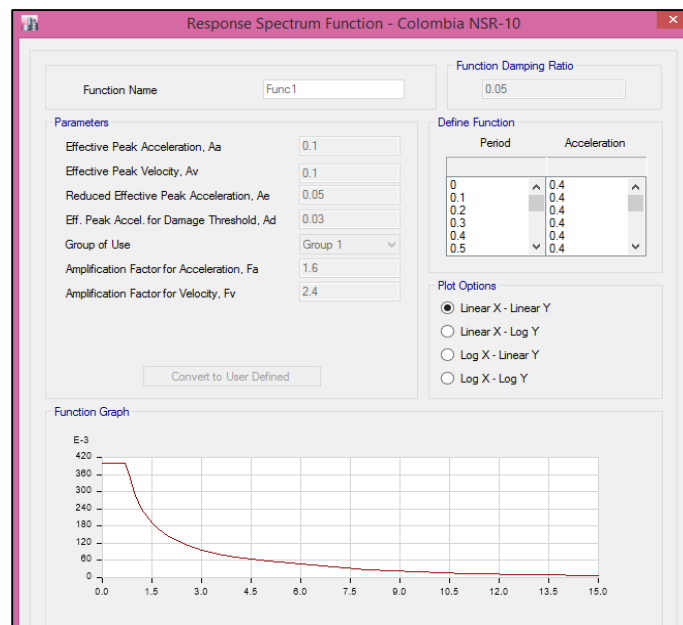 Response Spectrum Function - Colombia NSR-10
Function Name
Func1
Function Damping Ratio
0.05
Parameters
Effective Peak Acceleration, Aa 0.1
Effective Peak Velocity, Av 0.1
Reduced Effective Peak Acceleration, Ae 0.05
Eff. Peak Accel. for Damage Threshold, Ad 0.03
Group of Use Group 1
Amplification Factor for Acceleration, Fa 1.6
Amplification Factor for Velocity, Fv 2.4
Convert to User Defined
Define Function
Period Acceleration
0 0.4
0.1 0.4
0.2 0.4
0.3 0.4
0.4 0.4
0.5 0.4
Plot Options
Linear X - Linear Y
Linear X - Log Y
Log X - Linear Y
Log X - Log Y
Function Graph
E-3
420
360
300
240
180
120
60
0
0.0 1.5 3.0 4.5 6.0 7.5 9.0 10.5 12.0 13.5 15.0